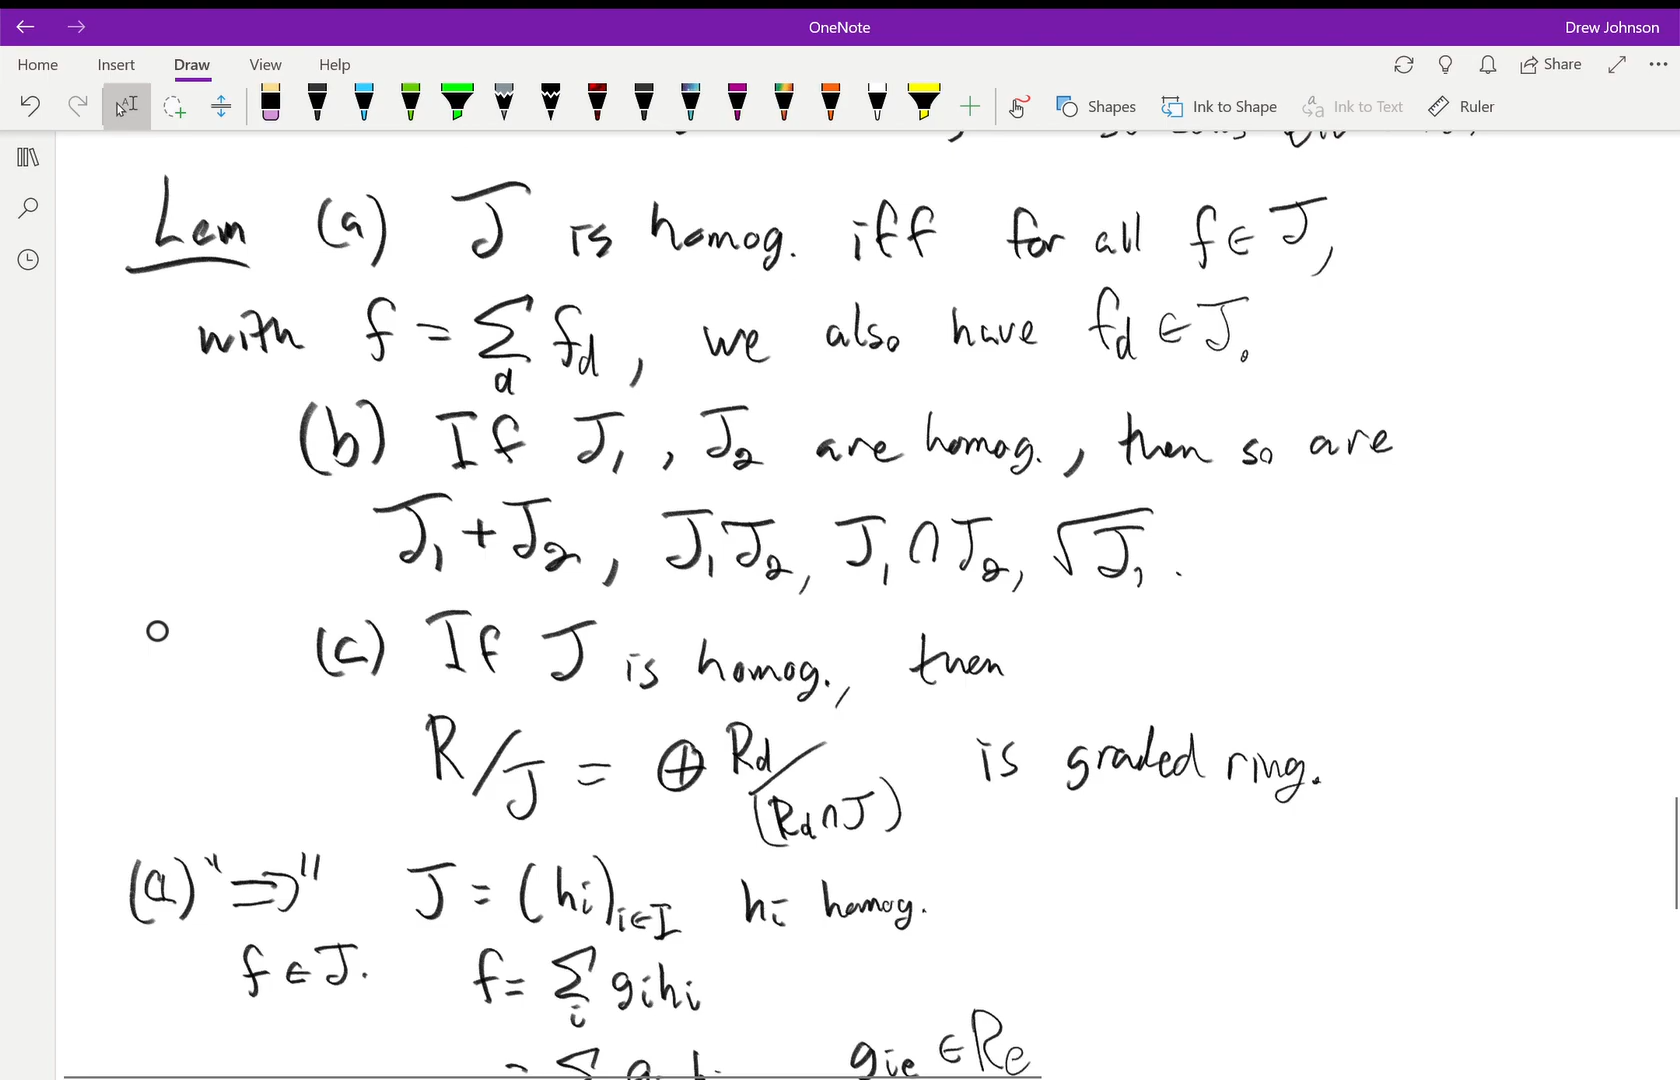 OneNote
Drew Johnson
Home Insert Draw View Help
Share
Shapes Ink to Shape Ink to Text Ruler
Lem (a) J is homog. iff for all f ∈ J,
with f = ∑_d f_d, we also have f_d ∈ J.
(b) If J_1, J_2 are homog., then so are
J_1 + J_2, J_1 J_2, J_1 ∩ J_2, √J_1.
(c) If J is homog., then
R/J = ⊕ R_d/(R_d ∩ J) is graded ring.
(a) "⇒" J = (h_i)_{i∈I} h_i homog.
f ∈ J. f = ∑_i g_i h_i
g_ie ∈ R_e